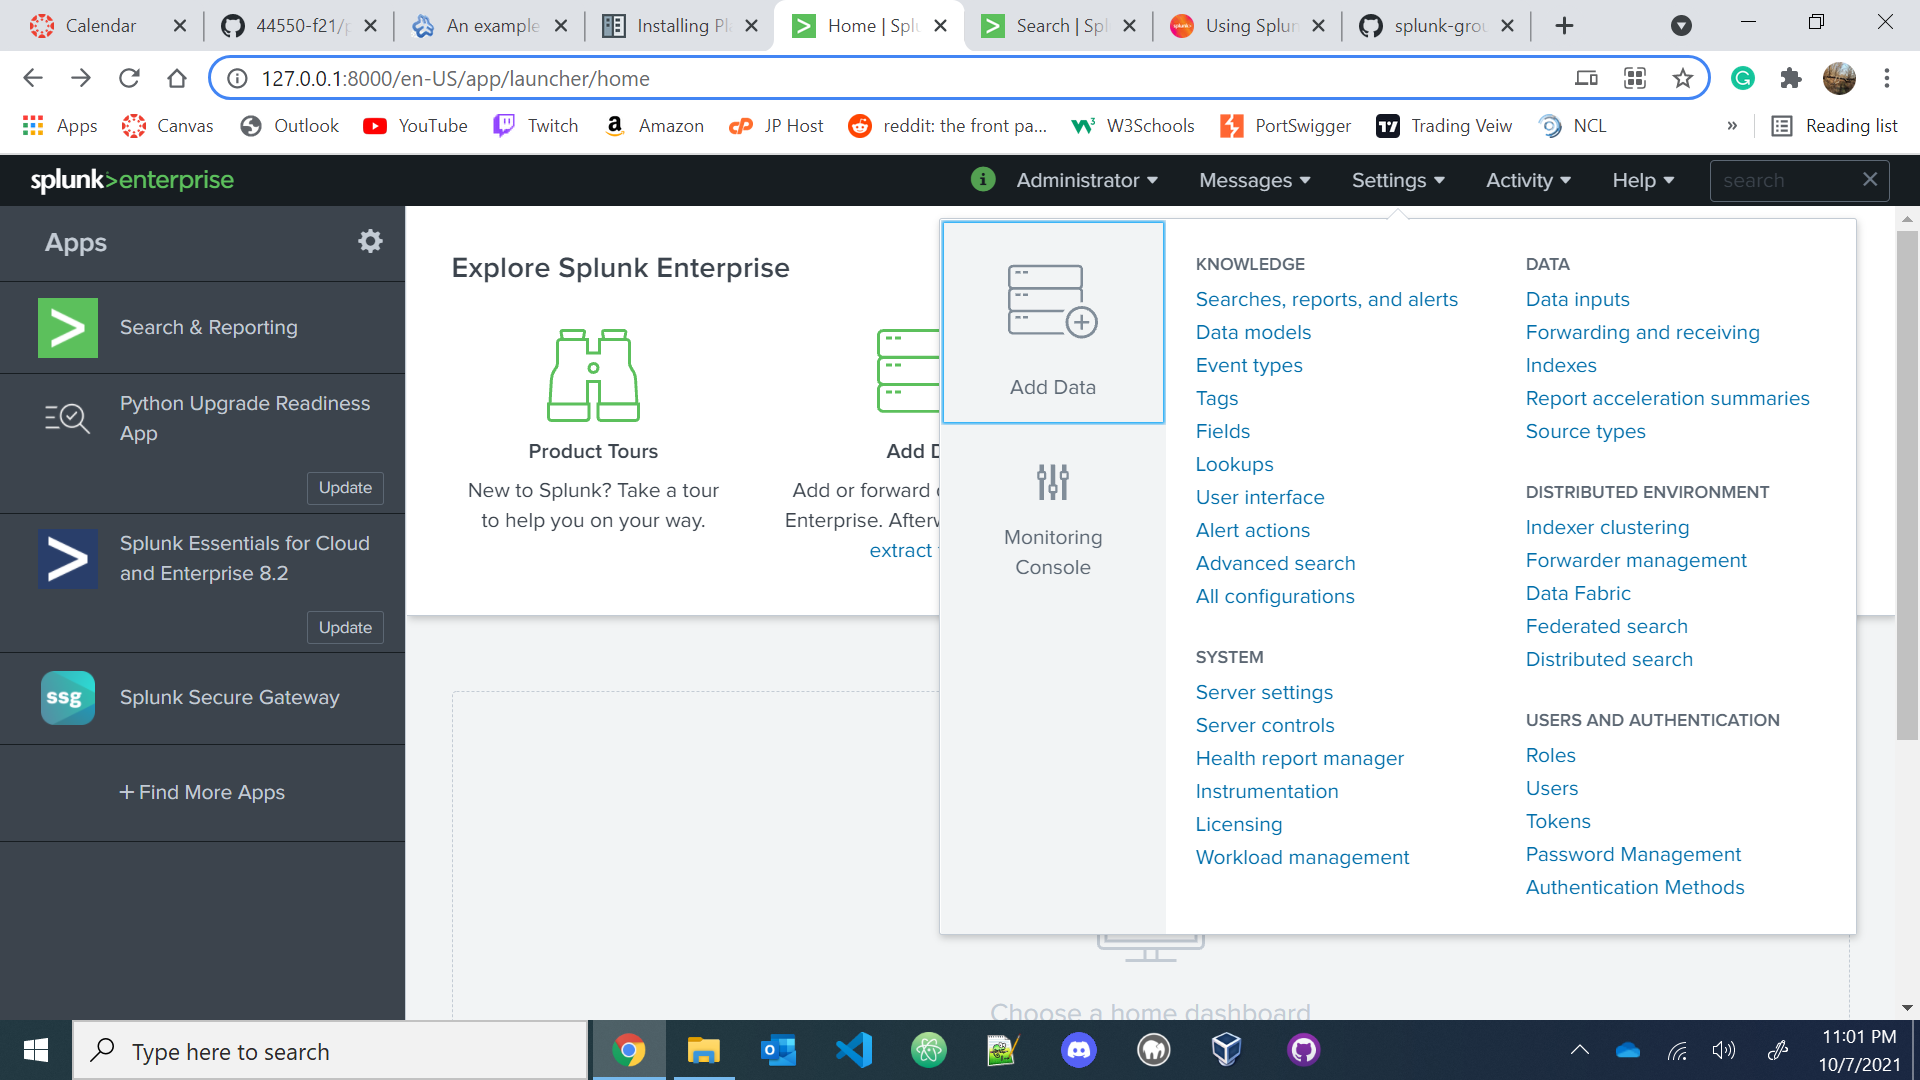 Calendar
44550-f21/p
An example
Installing Pla
Home | Splu
Search | Spl
Using Splun
splunk-grou
127.0.0.1:8000/en-US/app/launcher/home
Apps
Canvas
Outlook
YouTube
Twitch
Amazon
JP Host
reddit: the front pa...
W3Schools
PortSwigger
Trading Veiw
NCL
»
Reading list
splunk>enterprise
Administrator
Messages
Settings
Activity
Help
search
Apps
Search & Reporting
Python Upgrade Readiness
App
Update
Splunk Essentials for Cloud
and Enterprise 8.2
Update
ssg
Splunk Secure Gateway
+ Find More Apps
Explore Splunk Enterprise
Product Tours
New to Splunk? Take a tour
to help you on your way.
Add D
Add or forward
Enterprise. Afterw
extract
Add Data
Monitoring
Console
KNOWLEDGE
Searches, reports, and alerts
Data models
Event types
Tags
Fields
Lookups
User interface
Alert actions
Advanced search
All configurations
SYSTEM
Server settings
Server controls
Health report manager
Instrumentation
Licensing
Workload management
DATA
Data inputs
Forwarding and receiving
Indexes
Report acceleration summaries
Source types
DISTRIBUTED ENVIRONMENT
Indexer clustering
Forwarder management
Data Fabric
Federated search
Distributed search
USERS AND AUTHENTICATION
Roles
Users
Tokens
Password Management
Authentication Methods
Choose a home dashboard
Type here to search
11:01 PM
10/7/2021